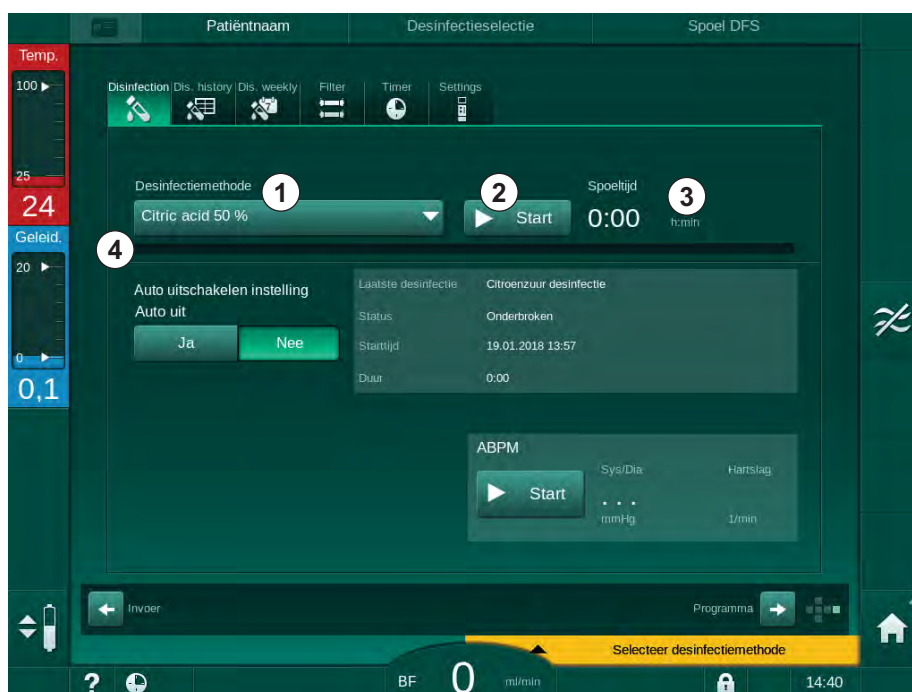 Patiëntnaam
Desinfectieselectie
Spoel DFS
Temp.
100
25
24
Geleid.
20
0
0,1
Disinfection
Dis. history
Dis. weekly
Filter
Timer
Settings
7
Desinfectiemethode
1
Citric acid 50 %
2
Start
Spoeltijd
0:00
3
h:min
4
Auto uitschakelen instelling
Auto uit
Ja
Nee
Laatste desinfectie
Citroenzuur desinfectie
Status
Onderbroken
Starttijd
19.01.2018 13:57
Duur
0:00
ABPM
Start
Sys/Dia
Hartslag
. . .
mmHg
1/min
Invoer
Programma
Selecteer desinfectiemethode
?
BF
0
ml/min
14:40